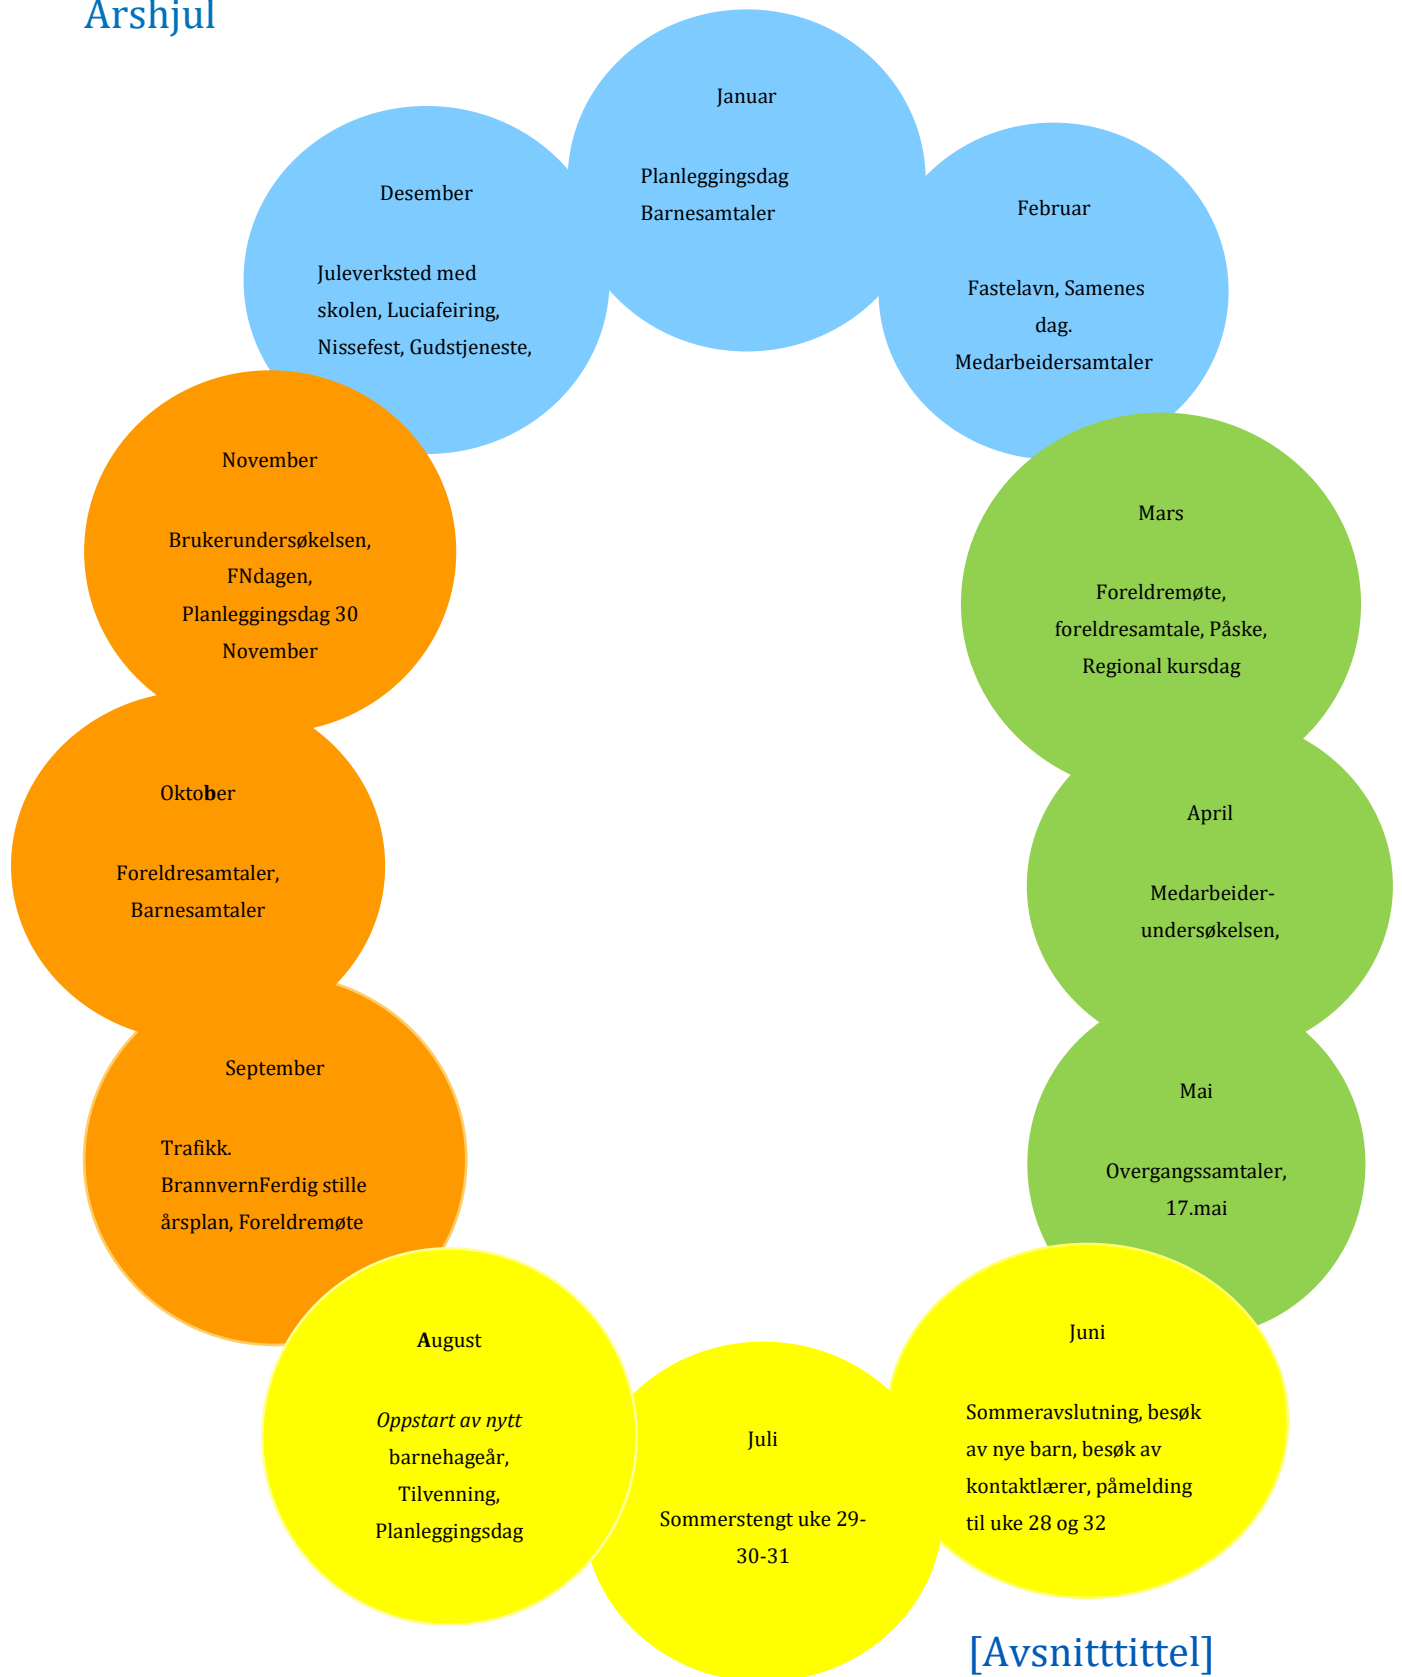 Årshjul
Januar
Planleggingsdag
Barnesamtaler
Februar
Fastelavn, Samenes
dag.
Medarbeidersamtaler
Mars
Foreldremøte,
foreldresamtale, Påske,
Regional kursdag
April
Medarbeider-
undersøkelsen,
Mai
Overgangssamtaler,
17.mai
Juni
Sommeravslutning, besøk
av nye barn, besøk av
kontaktlærer, påmelding
til uke 28 og 32
Juli
Sommerstengt uke 29-
30-31
August
Oppstart av nytt
barnehageår,
Tilvenning,
Planleggingsdag
September
Trafikk.
BrannvernFerdig stille
årsplan, Foreldremøte
Oktober
Foreldresamtaler,
Barnesamtaler
November
Brukerundersøkelsen,
FNdagen,
Planleggingsdag 30
November
Desember
Juleverksted med
skolen, Luciafeiring,
Nissefest, Gudstjeneste,
[Avsnitttittel]